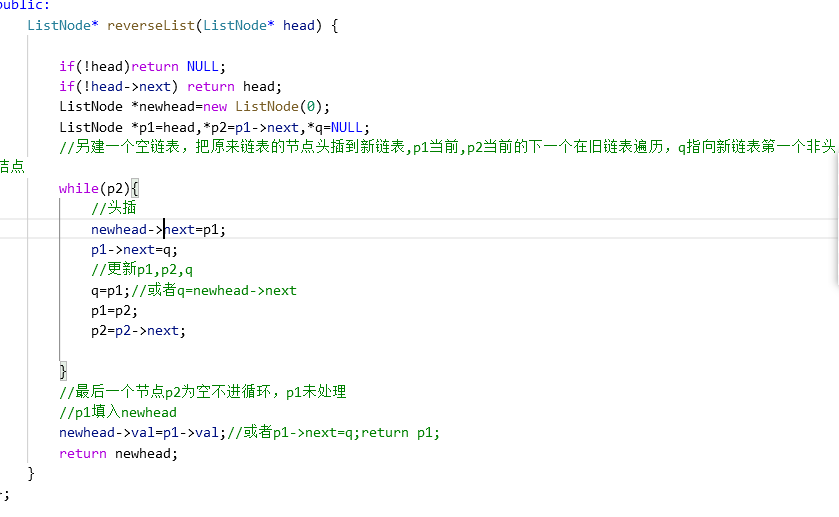 public:
ListNode* reverseList(ListNode* head) {
if(!head)return NULL;
if(!head->next) return head;
ListNode *newhead=new ListNode(0);
ListNode *p1=head,*p2=p1->next,*q=NULL;
//另建一个空链表，把原来链表的节点头插到新链表,p1当前,p2当前的下一个在旧链表遍历，q指向新链表第一个非头
结点
while(p2){
//头插
newhead->next=p1;
p1->next=q;
//更新p1,p2,q
q=p1;//或者q=newhead->next
p1=p2;
p2=p2->next;
}
//最后一个节点p2为空不进循环，p1未处理
//p1填入newhead
newhead->val=p1->val;//或者p1->next=q;return p1;
return newhead;
}
};